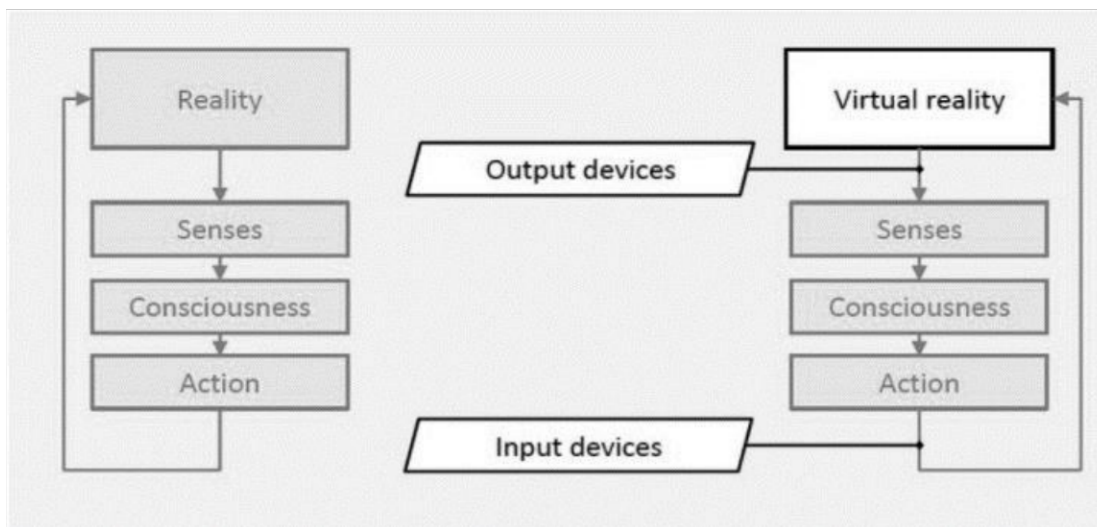 Reality
Senses
Consciousness
Action
Virtual reality
Output devices
Senses
Consciousness
Action
Input devices